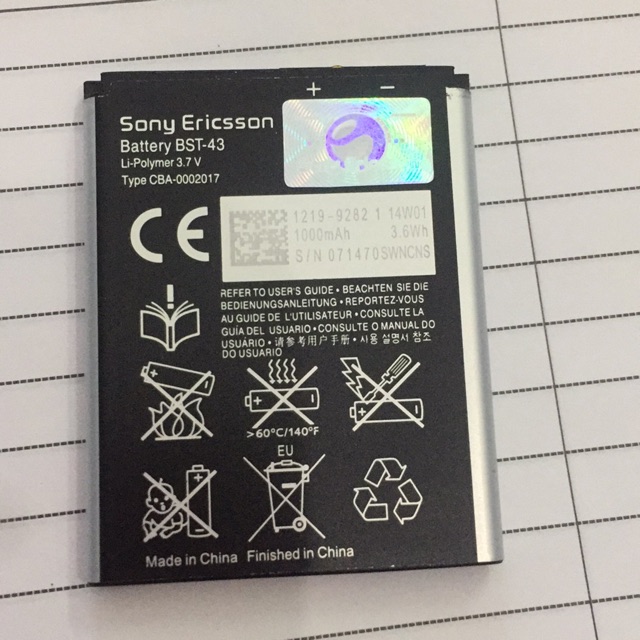 + −
Sony Ericsson
Battery BST-43
Li-Polymer 3.7 V
Type CBA-0002017
CE
1219-9282 1 14W01
1000mAh 3.6Wh
S/N 071470SWNCNS
REFER TO USER'S GUIDE • BEACHTEN SIE DIE
BEDIENUNGSANLEITUNG • REPORTEZ-VOUS
AU GUIDE DE L'UTILISATEUR • CONSULTE LA
GUÍA DEL USUARIO • CONSULTE O MANUAL DO
USUÁRIO • 请参考用户手册 • 사용 설명서 참조
DO USUARIO
>60°C/140°F
EU
Made in China Finished in China